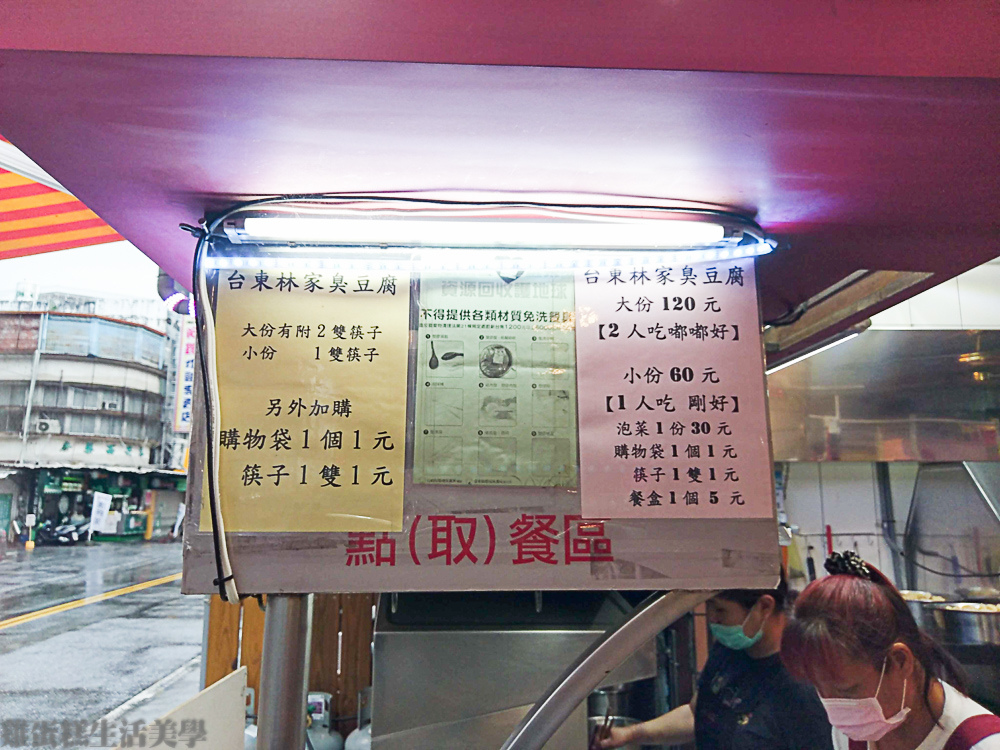 台東林家臭豆腐
大份有附2雙筷子
小份 1雙筷子
另外加購
購物袋1個1元
筷子1雙1元
資源回收 地球
不得提供各類材質免洗餐具
台東林家臭豆腐
大份 120 元
【2 人吃嘟嘟好】
小份 60 元
【1 人吃 剛好】
泡菜 1 份 30 元
購物袋 1 個 1 元
筷子 1 雙 1 元
餐盒 1 個 5 元
點(取)餐區
雞蛋糕生活美學